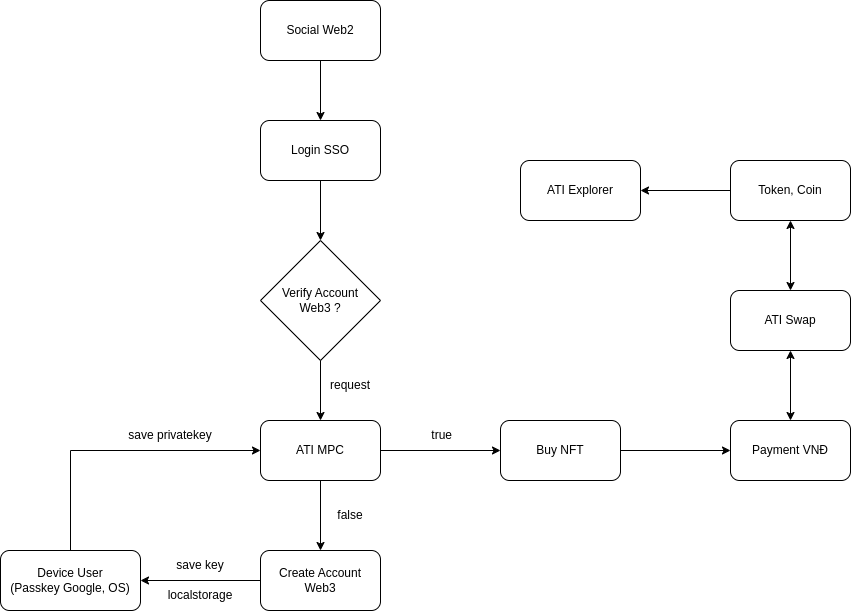 Social Web2
Login SSO
ATI Explorer
Token, Coin
Verify Account
Web3 ?
ATI Swap
request
save privatekey
ATI MPC
true
Buy NFT
Payment VNĐ
false
Device User
(Passkey Google, OS)
save key
localstorage
Create Account
Web3